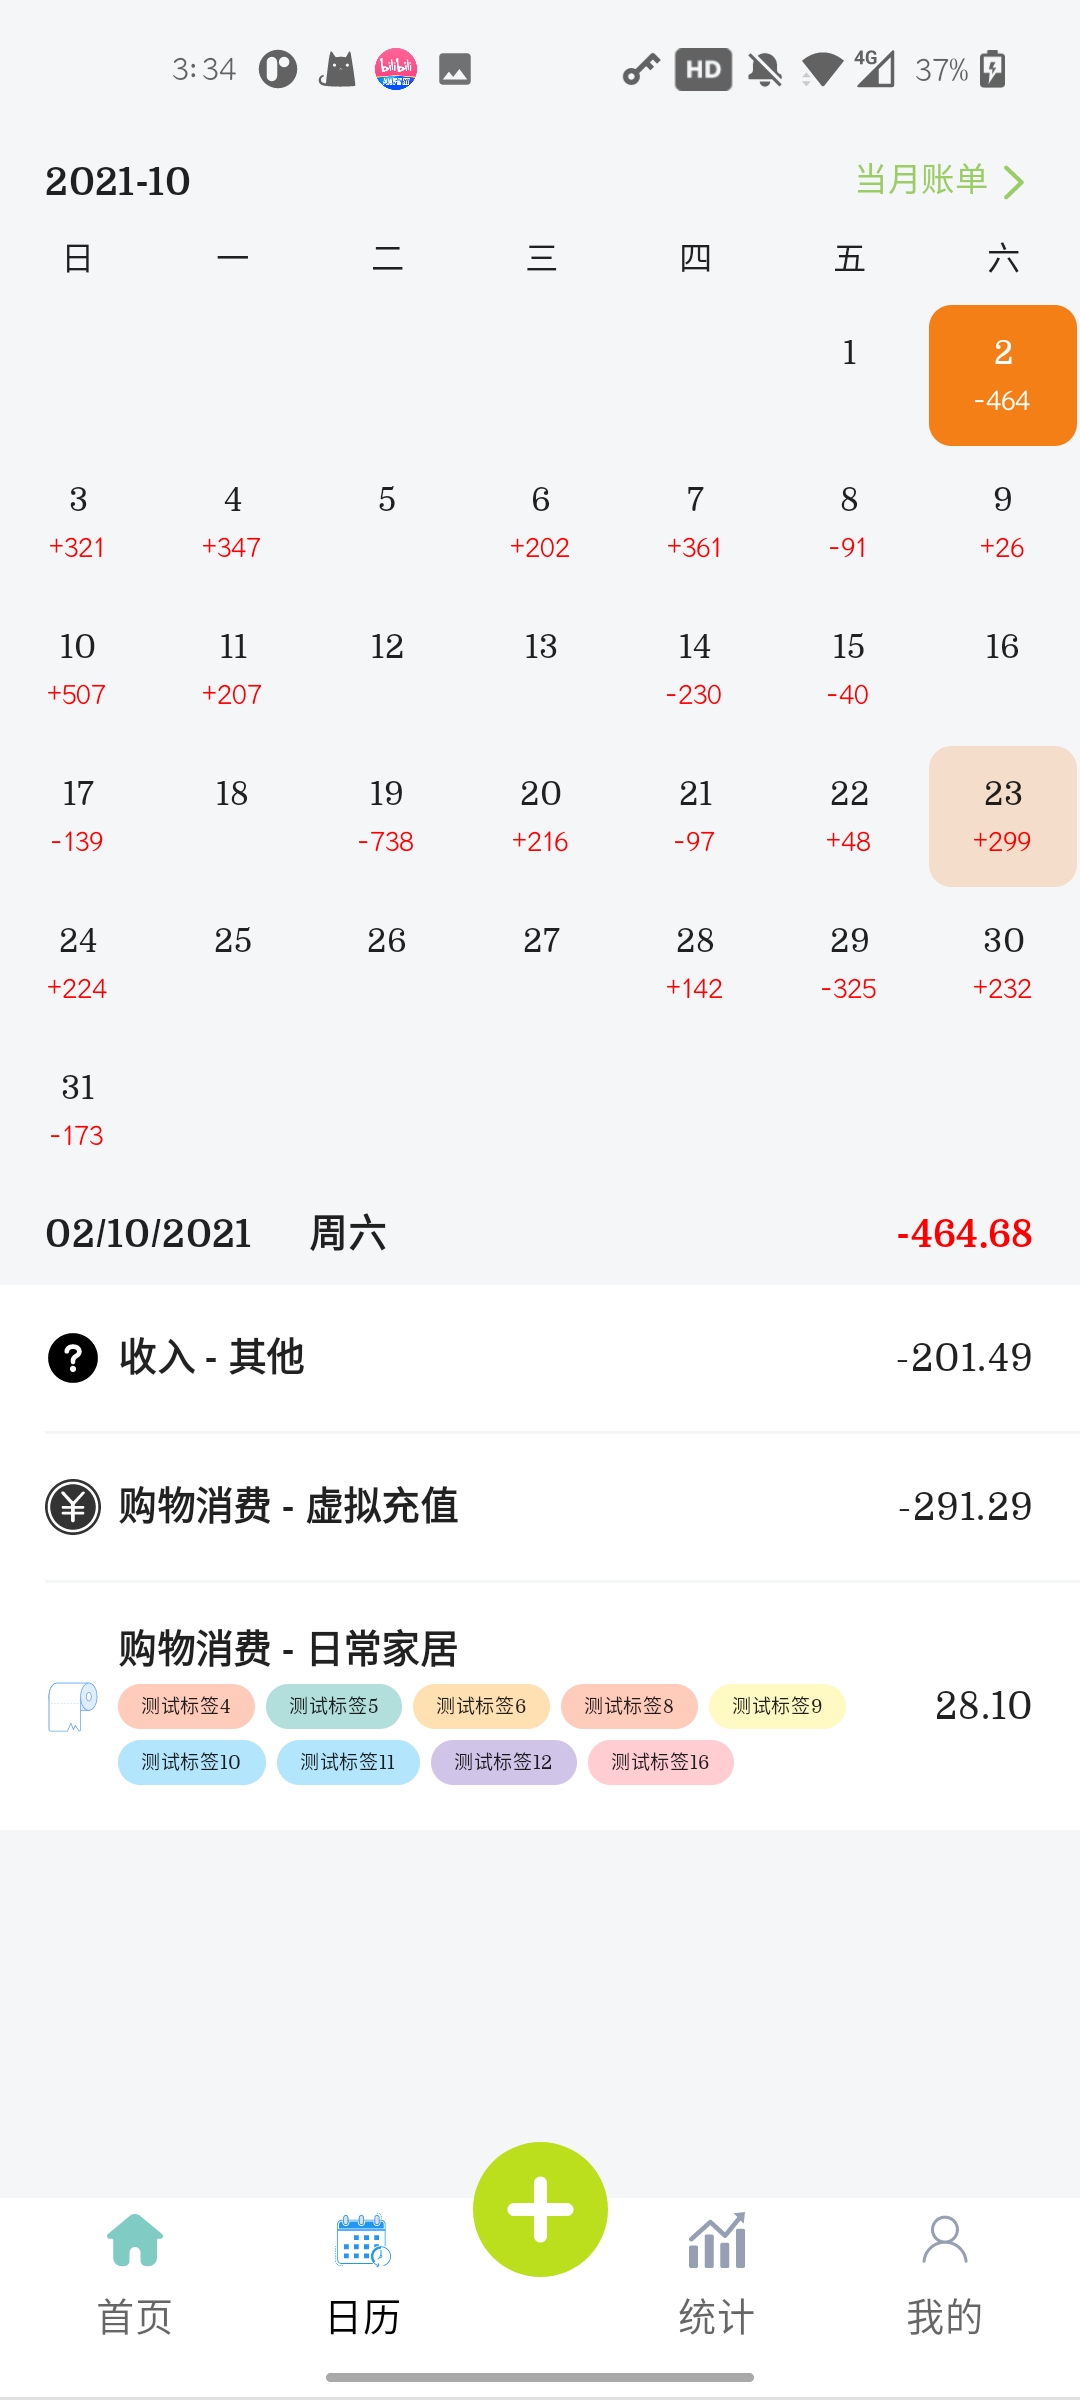 3:34 bilibili HD 4G 37%
2021-10 当月账单
日 一 二 三 四 五 六
1 2
-464
3 4 5 6 7 8 9
+321 +347 +202 +361 -91 +26
10 11 12 13 14 15 16
+507 +207 -230 -40
17 18 19 20 21 22 23
-139 -738 +216 -97 +48 +299
24 25 26 27 28 29 30
+224 +142 -325 +232
31
-173
02/10/2021 周六 -464.68
收入 - 其他 -201.49
购物消费 - 虚拟充值 -291.29
购物消费 - 日常家居
测试标签4 测试标签5 测试标签6 测试标签8 测试标签9 28.10
测试标签10 测试标签11 测试标签12 测试标签16
首页 日历 统计 我的